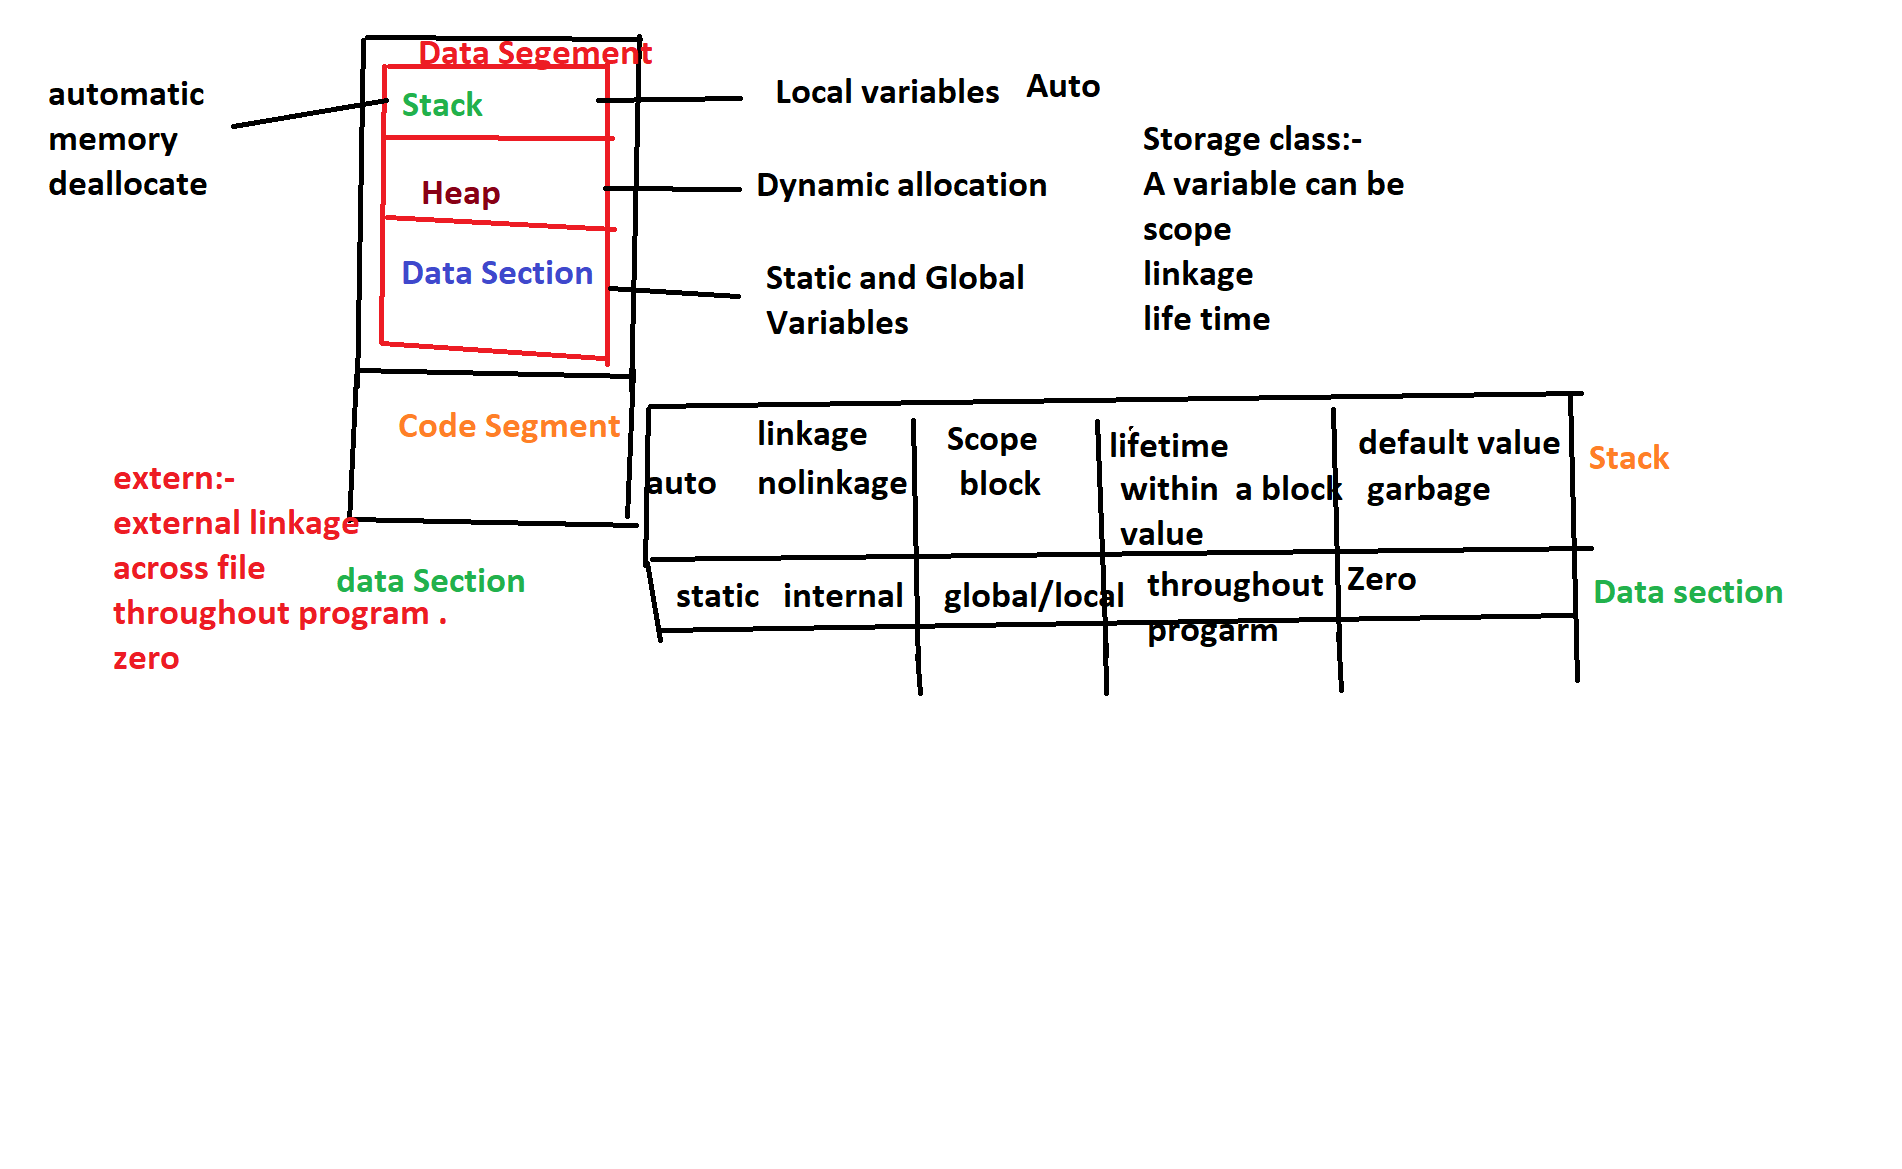 Data Segement
automatic
memory
deallocate
Stack
Local variables
Auto
Heap
Dynamic allocation
Data Section
Static and Global
Variables
Storage class:-
A variable can be
scope
linkage
life time
Code Segment
extern:-
external linkage
across file
throughout program .
zero
data Section
linkage Scope lifetime default value
Stack
auto nolinkage block within a block garbage
value
static internal global/local throughout Zero
progarm
Data section